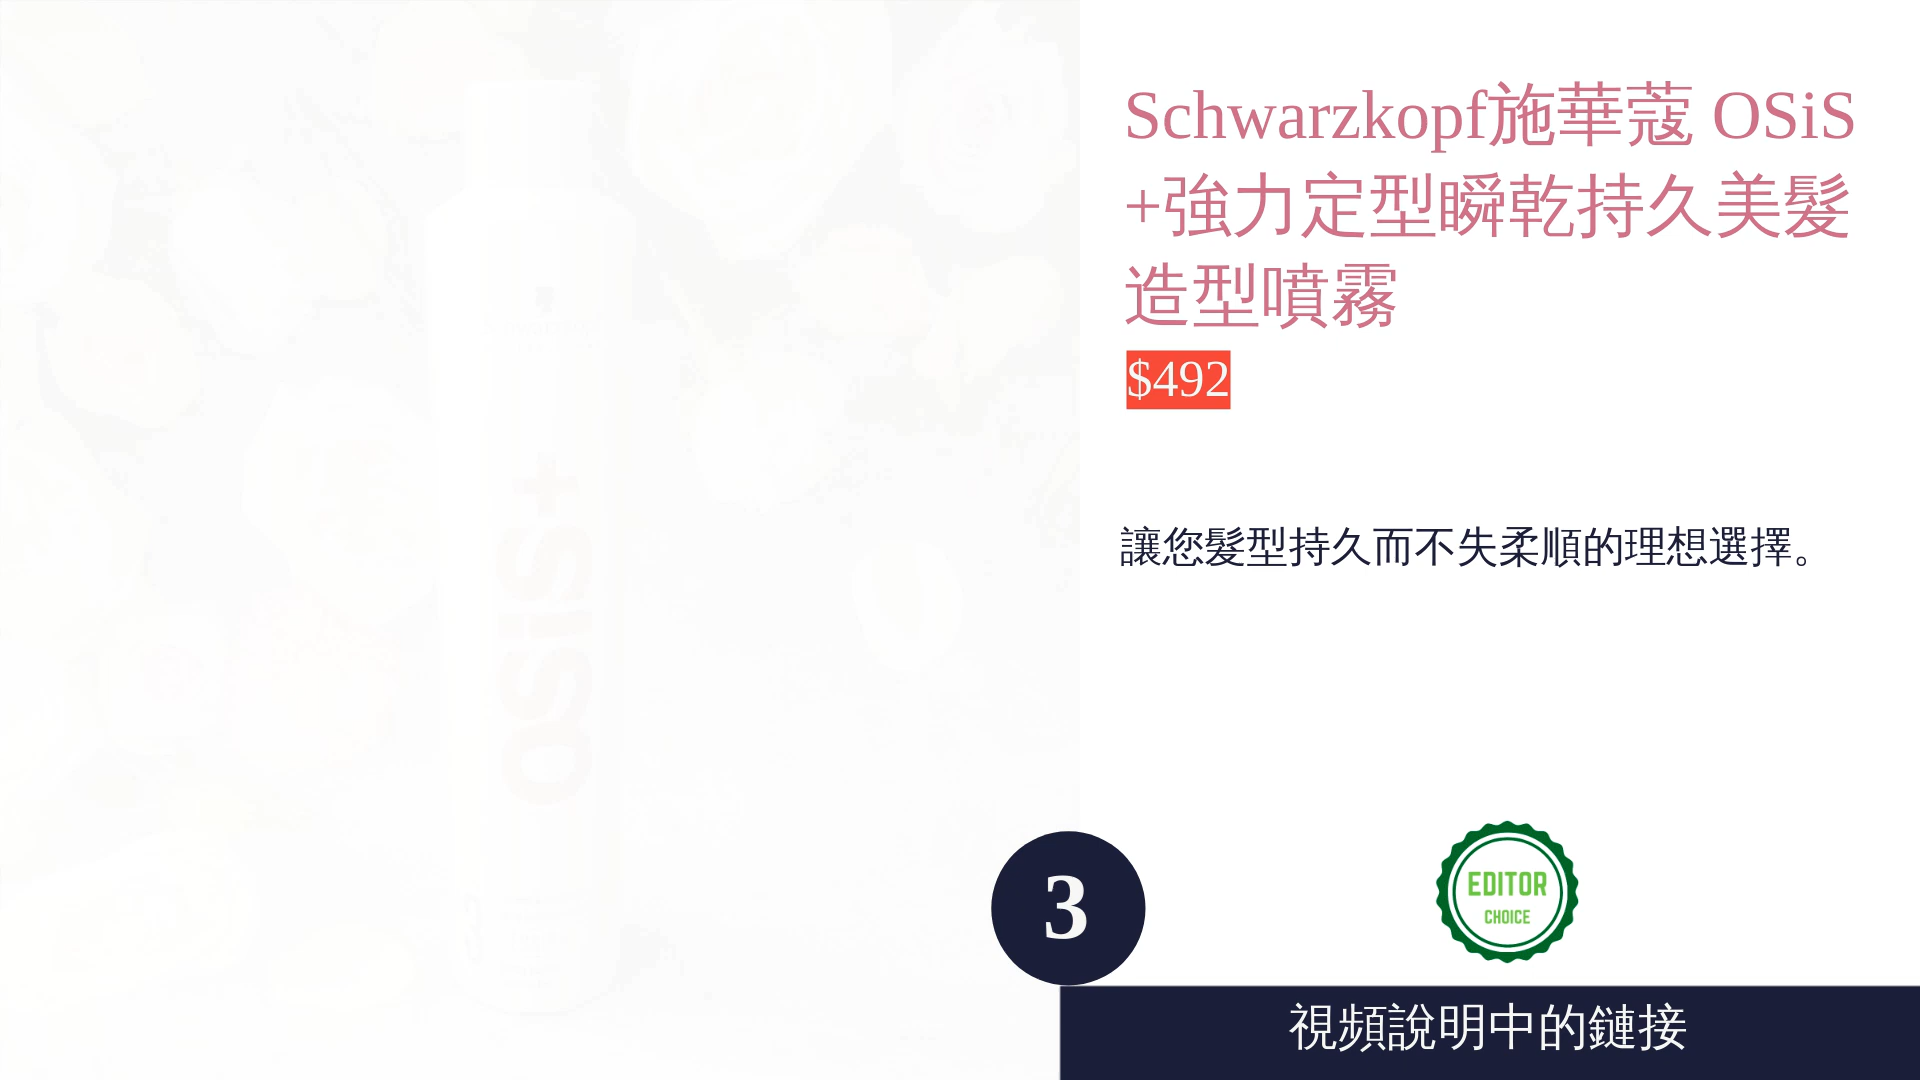 Schwarzkopf施華蔻 OSiS
+強力定型瞬乾持久美髮
造型噴霧
$492
讓您髮型持久而不失柔順的理想選擇。
OSiS+
3
EDITOR
CHOICE
視頻說明中的鏈接